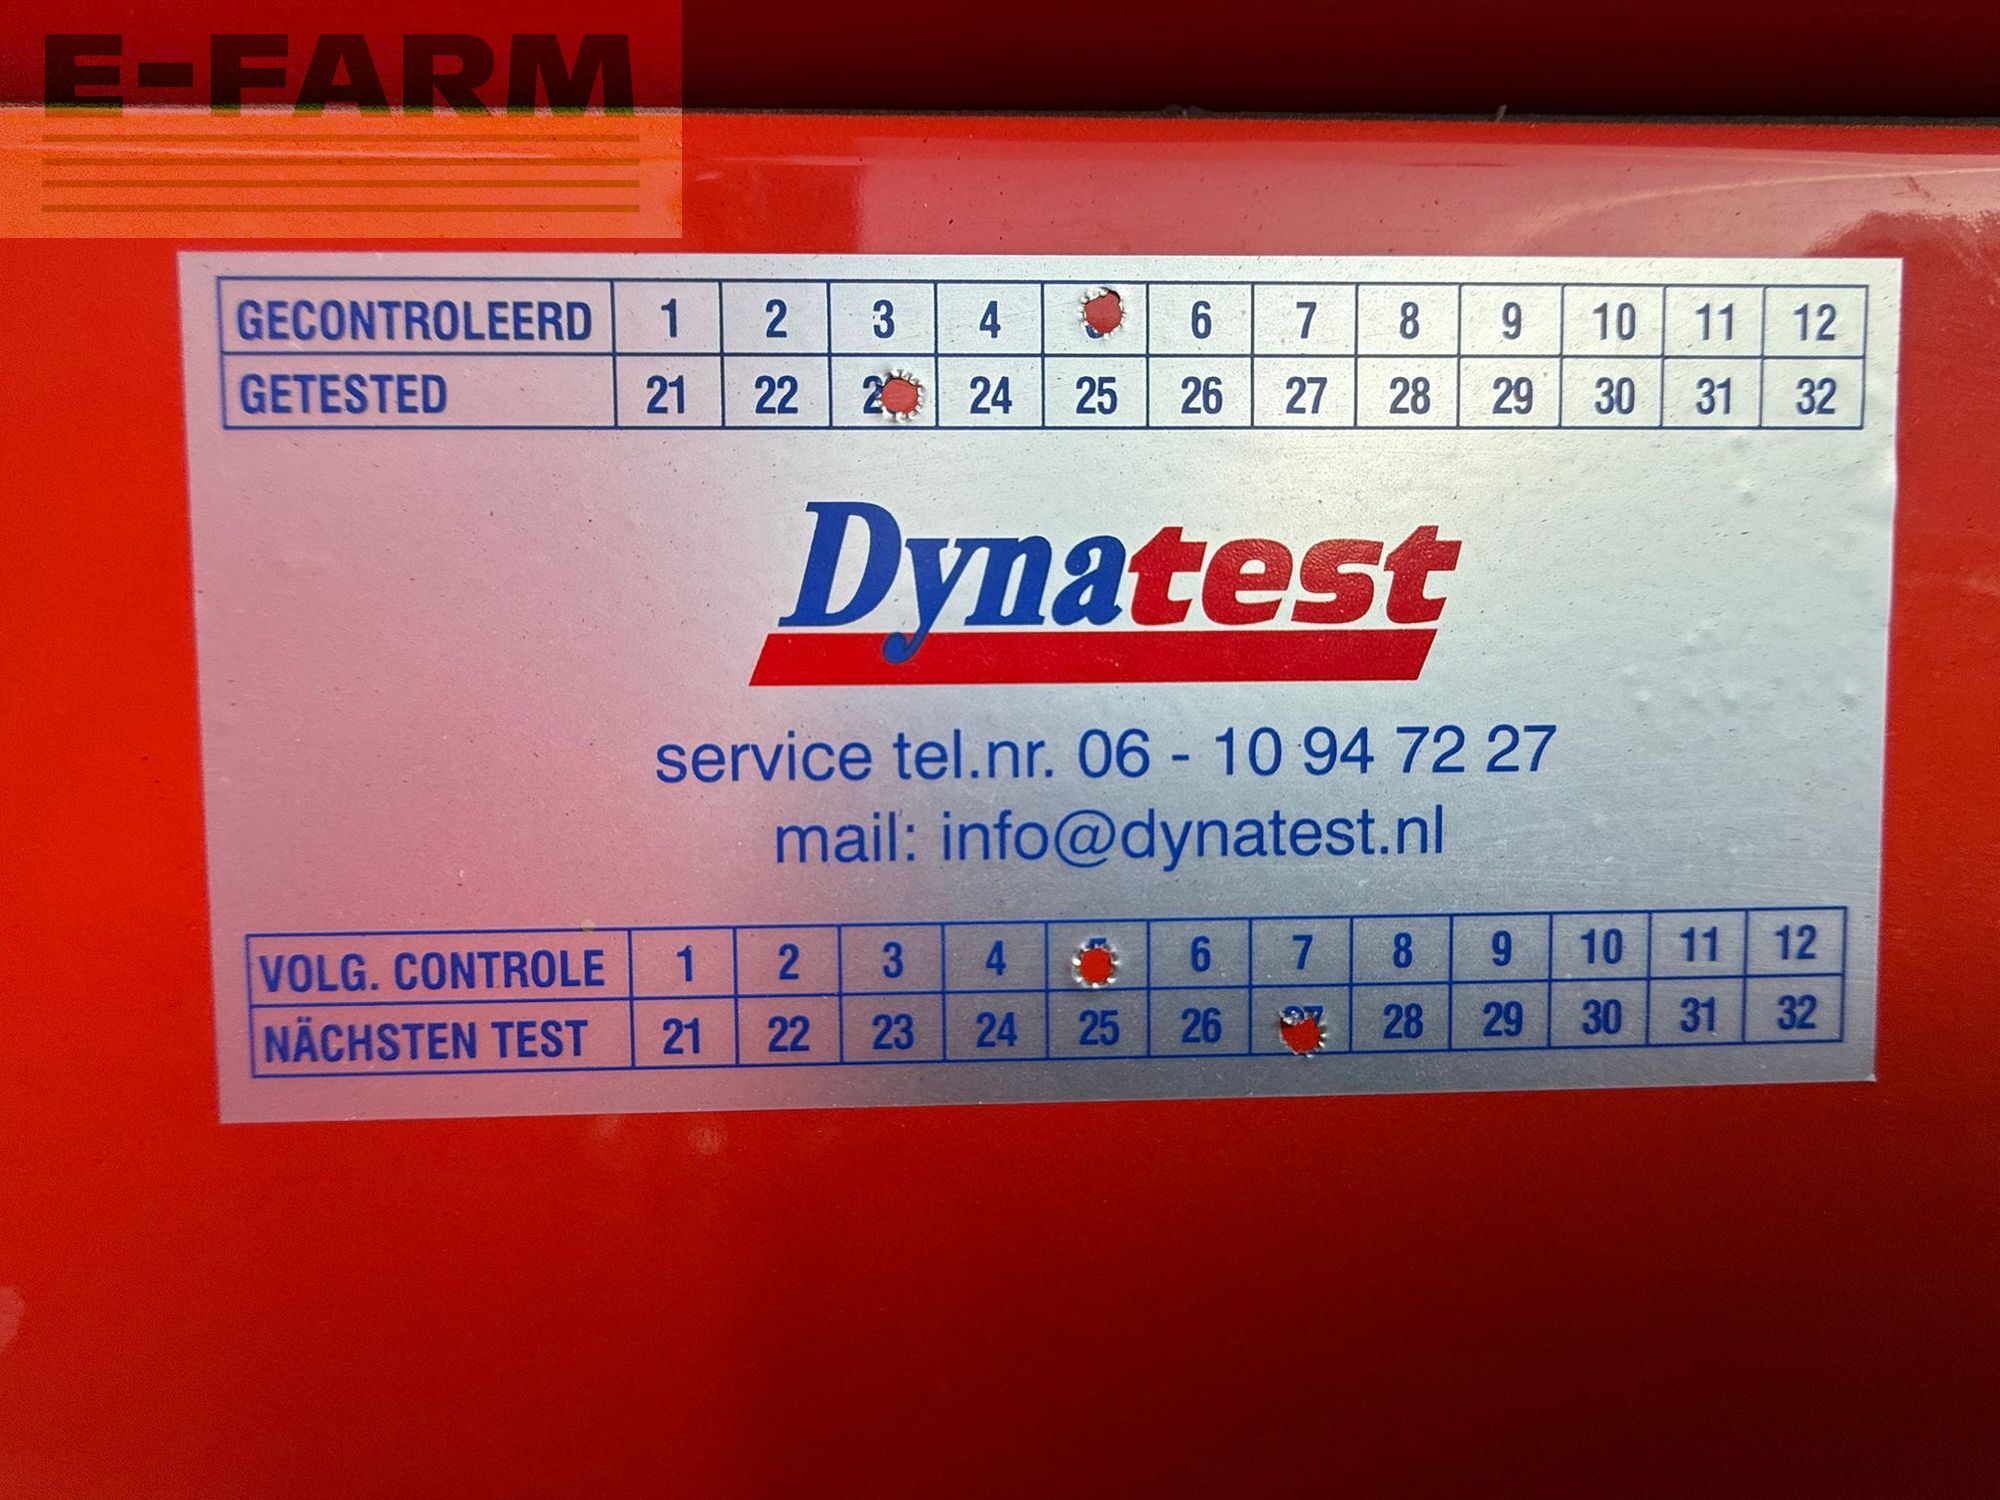 E-FARM
GECONTROLEERD 1 2 3 4 6 7 8 9 10 11 12
GETESTED 21 22 24 25 26 27 28 29 30 31 32
Dynatest
service tel.nr. 06 - 10 94 72 27
mail: info@dynatest.nl
VOLG. CONTROLE 1 2 3 4 6 7 8 9 10 11 12
NÄCHSTEN TEST 21 22 23 24 25 26 27 28 29 30 31 32